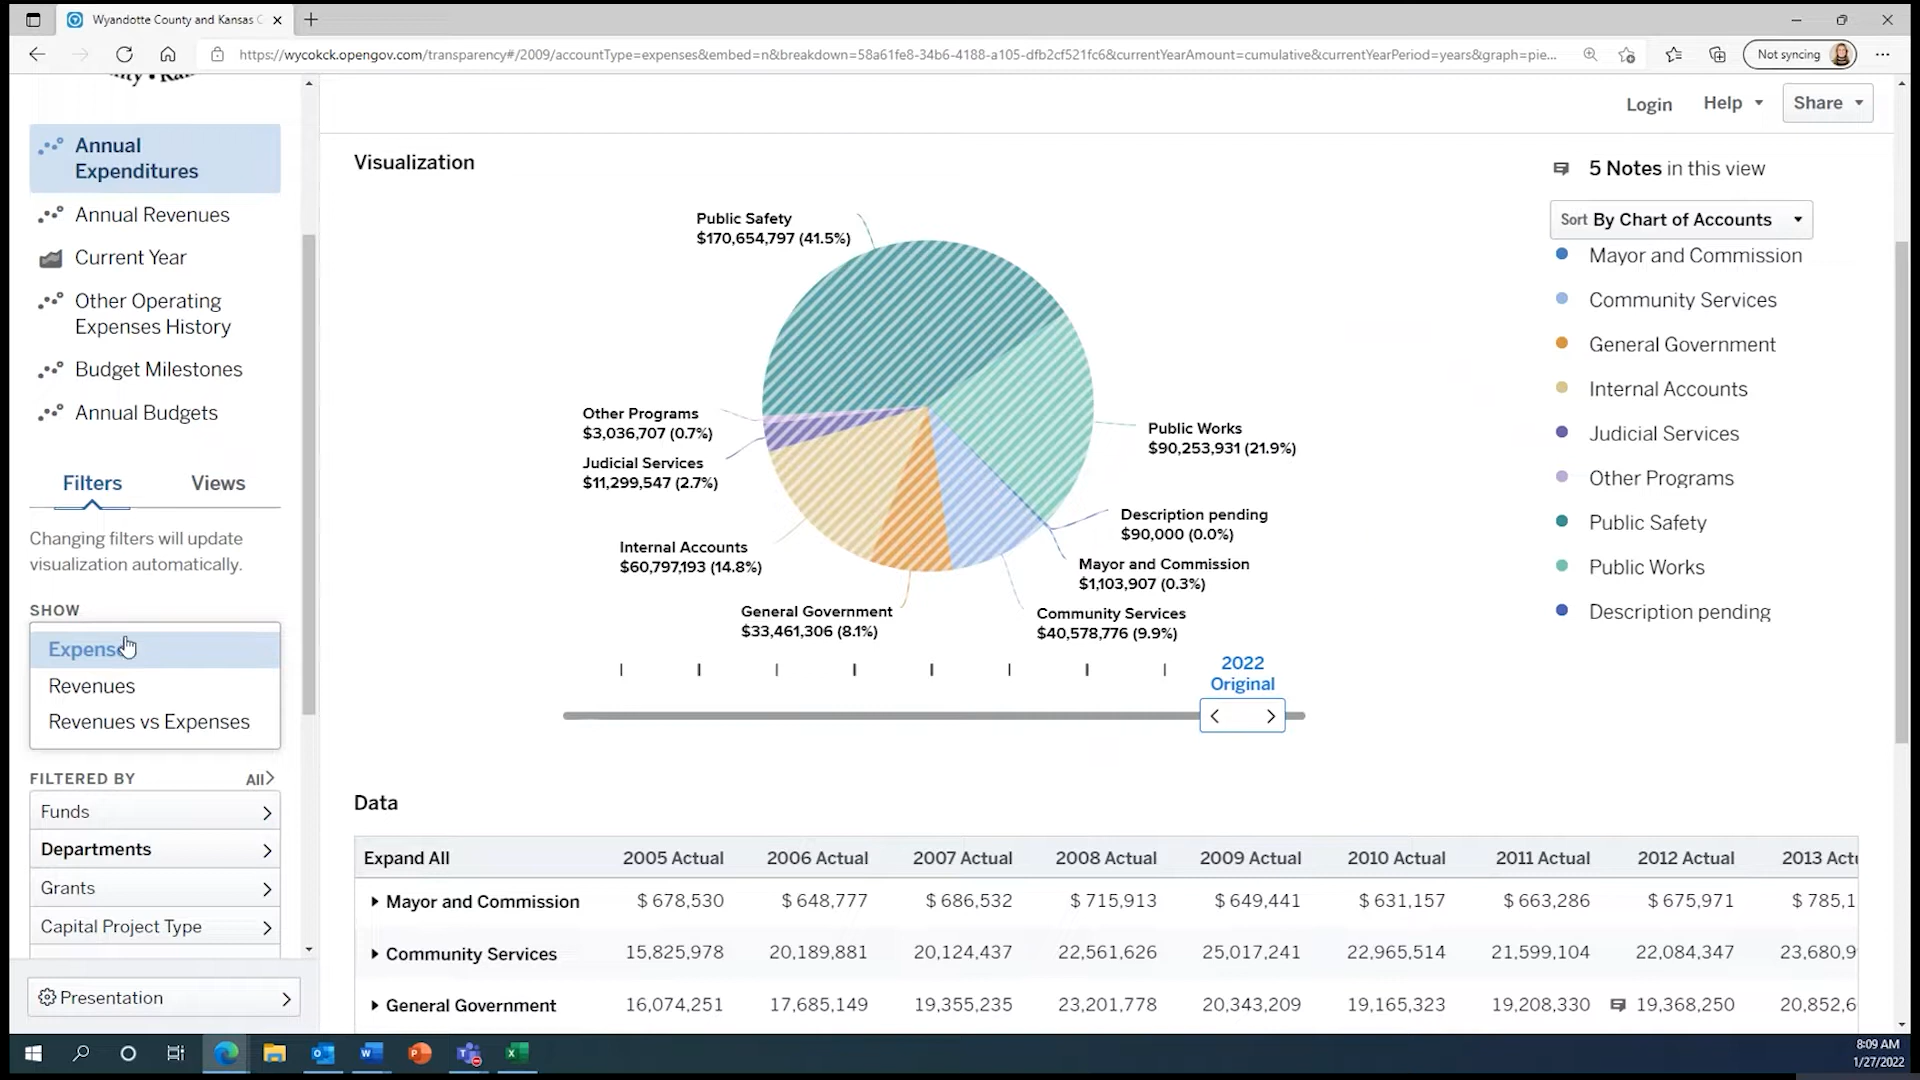 Wyandotte County and Kansas C
https://wycokck.opengov.com/transparency#/2009/accountType=expenses&embed=n&breakdown=58a61fe8-34b6-4188-a105-dfb2cf521fc6&currentYearAmount=cumulative&currentYearPeriod=years&graph=pie...
Not syncing
Login
Help
Share
Annual
Expenditures
Annual Revenues
Current Year
Other Operating
Expenses History
Budget Milestones
Annual Budgets
Filters
Views
Changing filters will update
visualization automatically.
SHOW
Expense
Revenues
Revenues vs Expenses
FILTERED BY
All
Funds
Departments
Grants
Capital Project Type
Presentation
Visualization
Public Safety
$170,654,797 (41.5%)
Other Programs
$3,036,707 (0.7%)
Judicial Services
$11,299,547 (2.7%)
Internal Accounts
$60,797,193 (14.8%)
General Government
$33,461,306 (8.1%)
Public Works
$90,253,931 (21.9%)
Description pending
$90,000 (0.0%)
Mayor and Commission
$1,103,907 (0.3%)
Community Services
$40,578,776 (9.9%)
2022
Original
5 Notes in this view
Sort By Chart of Accounts
Mayor and Commission
Community Services
General Government
Internal Accounts
Judicial Services
Other Programs
Public Safety
Public Works
Description pending
Data
Expand All 2005 Actual 2006 Actual 2007 Actual 2008 Actual 2009 Actual 2010 Actual 2011 Actual 2012 Actual 2013 Actu
Mayor and Commission $ 678,530 $ 648,777 $ 686,532 $ 715,913 $ 649,441 $ 631,157 $ 663,286 $ 675,971 $ 785,1
Community Services 15,825,978 20,189,881 20,124,437 22,561,626 25,017,241 22,965,514 21,599,104 22,084,347 23,680,9
General Government 16,074,251 17,685,149 19,355,235 23,201,778 20,343,209 19,165,323 19,208,330 19,368,250 20,852,6
8:09 AM
1/27/2022